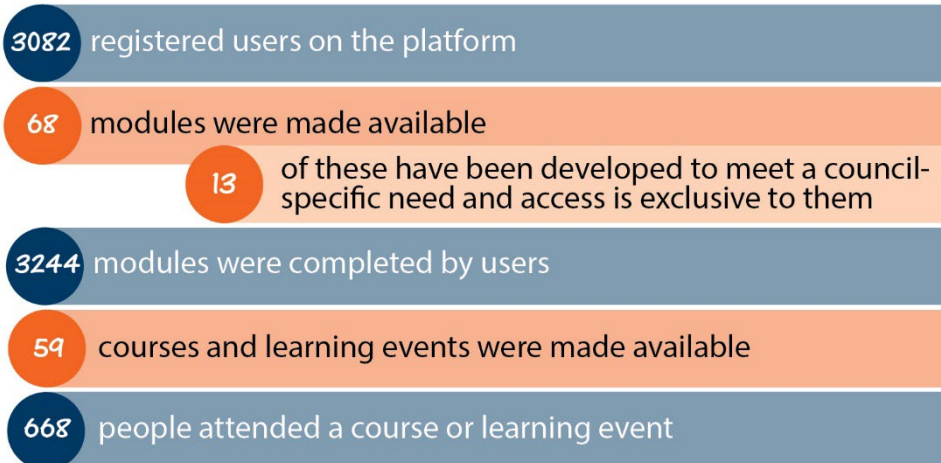 3082 registered users on the platform
68 modules were made available
13 of these have been developed to meet a council-
specific need and access is exclusive to them
3244 modules were completed by users
59 courses and learning events were made available
668 people attended a course or learning event